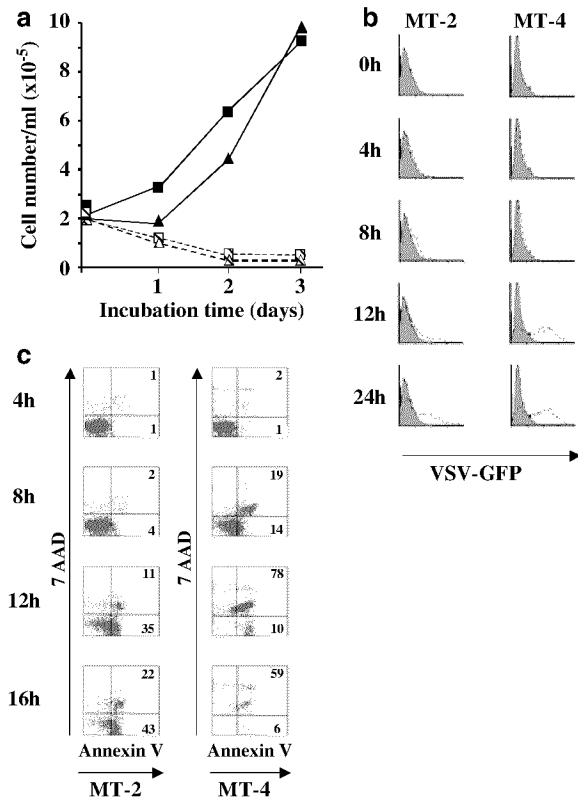 a
Cell number/ml (x10⁻⁵)
10
8
6
4
2
0
1 2 3
Incubation time (days)
b
MT-2 MT-4
0h
4h
8h
12h
24h
VSV-GFP
c
4h
1
1
2
1
8h
2
4
19
14
12h
11
35
78
10
16h
22
43
59
6
7 AAD
7 AAD
Annexin V Annexin V
MT-2 MT-4